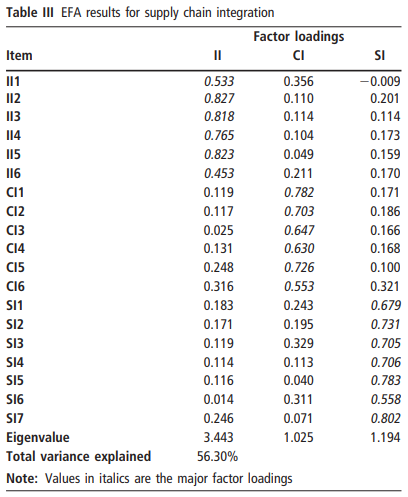 Table III EFA results for supply chain integration
Factor loadings
Item II CI SI
II1 0.533 0.356 −0.009
II2 0.827 0.110 0.201
II3 0.818 0.114 0.114
II4 0.765 0.104 0.173
II5 0.823 0.049 0.159
II6 0.453 0.211 0.170
CI1 0.119 0.782 0.171
CI2 0.117 0.703 0.186
CI3 0.025 0.647 0.166
CI4 0.131 0.630 0.168
CI5 0.248 0.726 0.100
CI6 0.316 0.553 0.321
SI1 0.183 0.243 0.679
SI2 0.171 0.195 0.731
SI3 0.119 0.329 0.705
SI4 0.114 0.113 0.706
SI5 0.116 0.040 0.783
SI6 0.014 0.311 0.558
SI7 0.246 0.071 0.802
Eigenvalue 3.443 1.025 1.194
Total variance explained 56.30%
Note: Values in italics are the major factor loadings